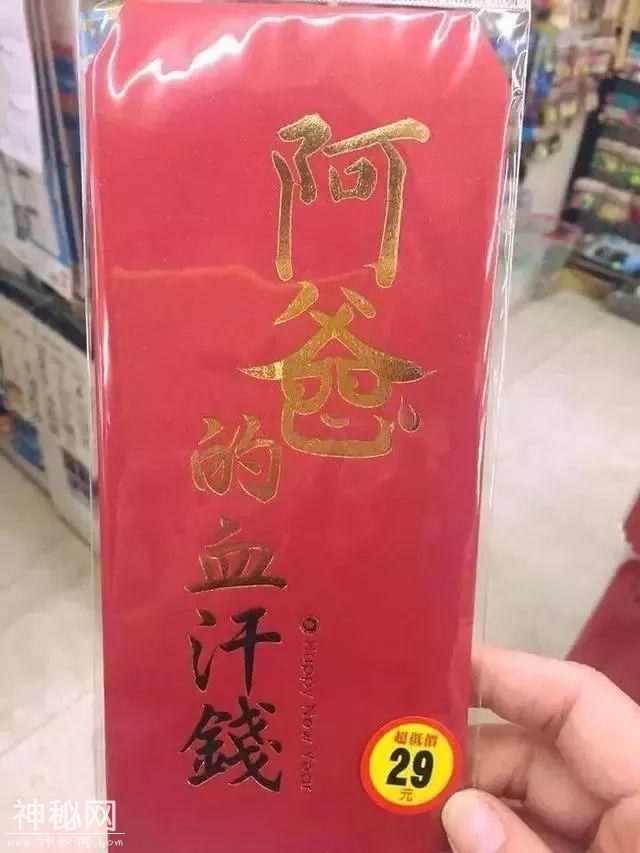 阿爸
的血汗錢
Happy New Year
超低價
29
元
神秘网